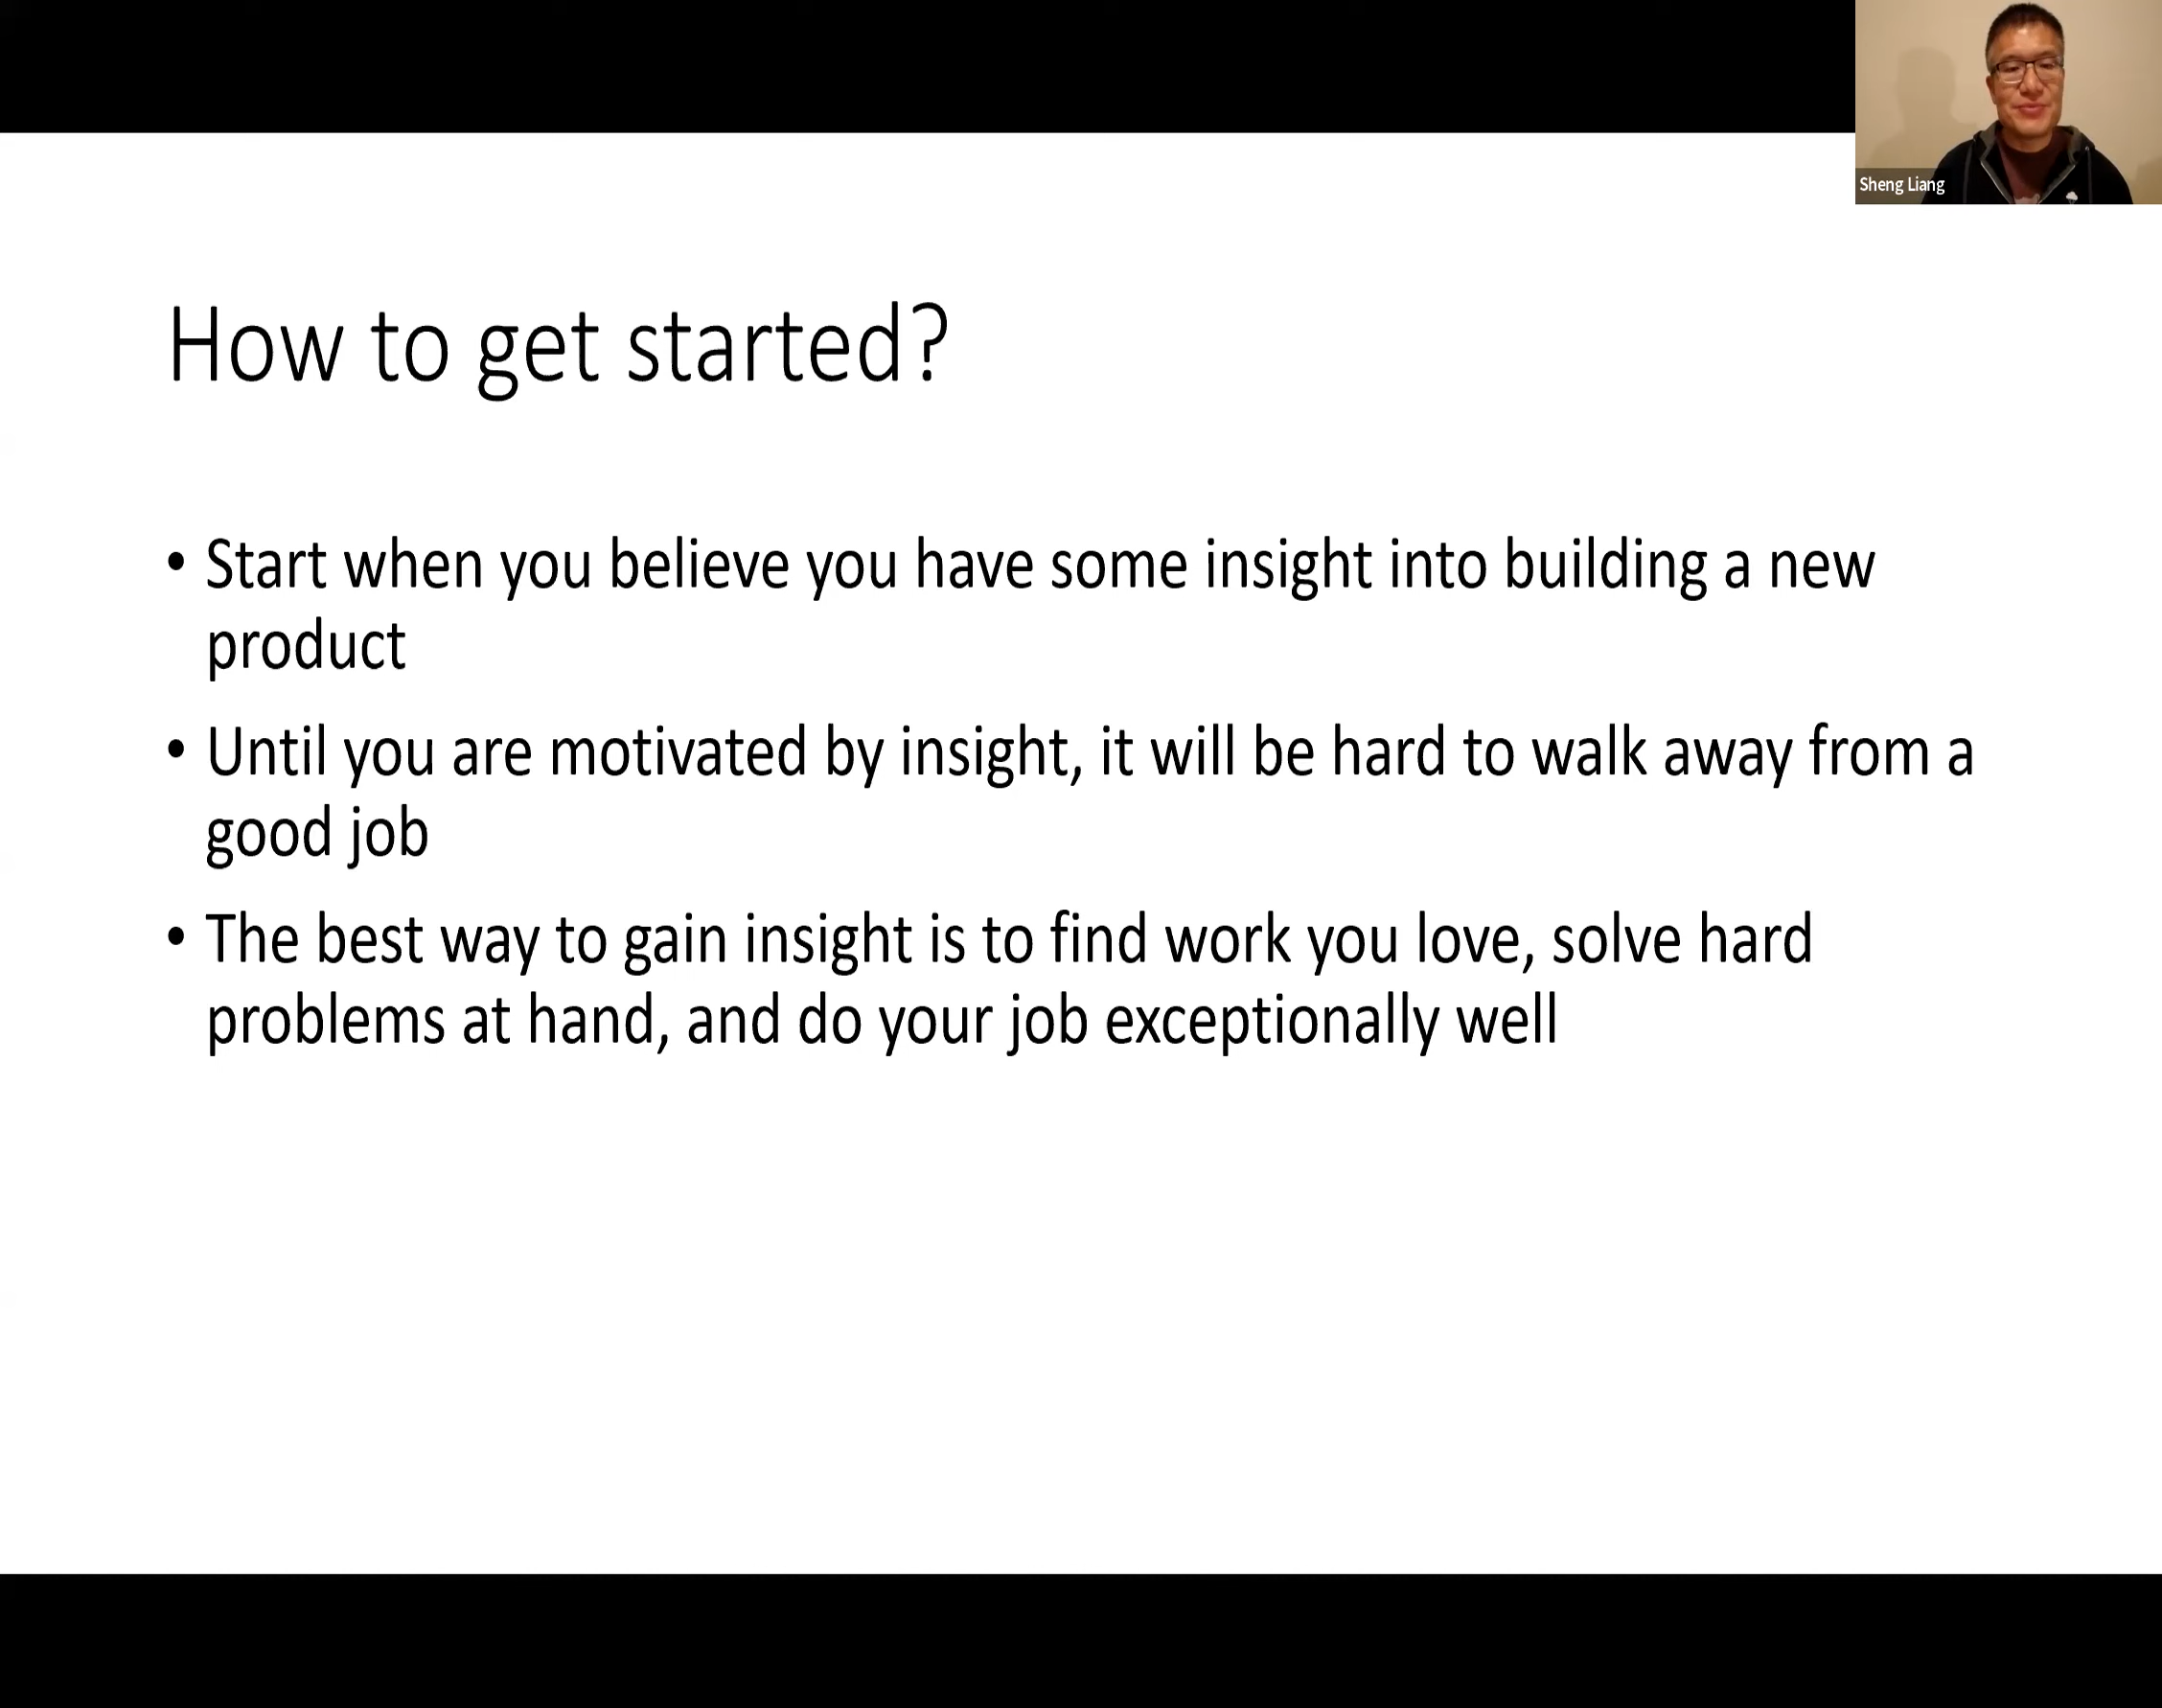 Sheng Liang
How to get started?
• Start when you believe you have some insight into building a new
product
• Until you are motivated by insight, it will be hard to walk away from a
good job
• The best way to gain insight is to find work you love, solve hard
problems at hand, and do your job exceptionally well